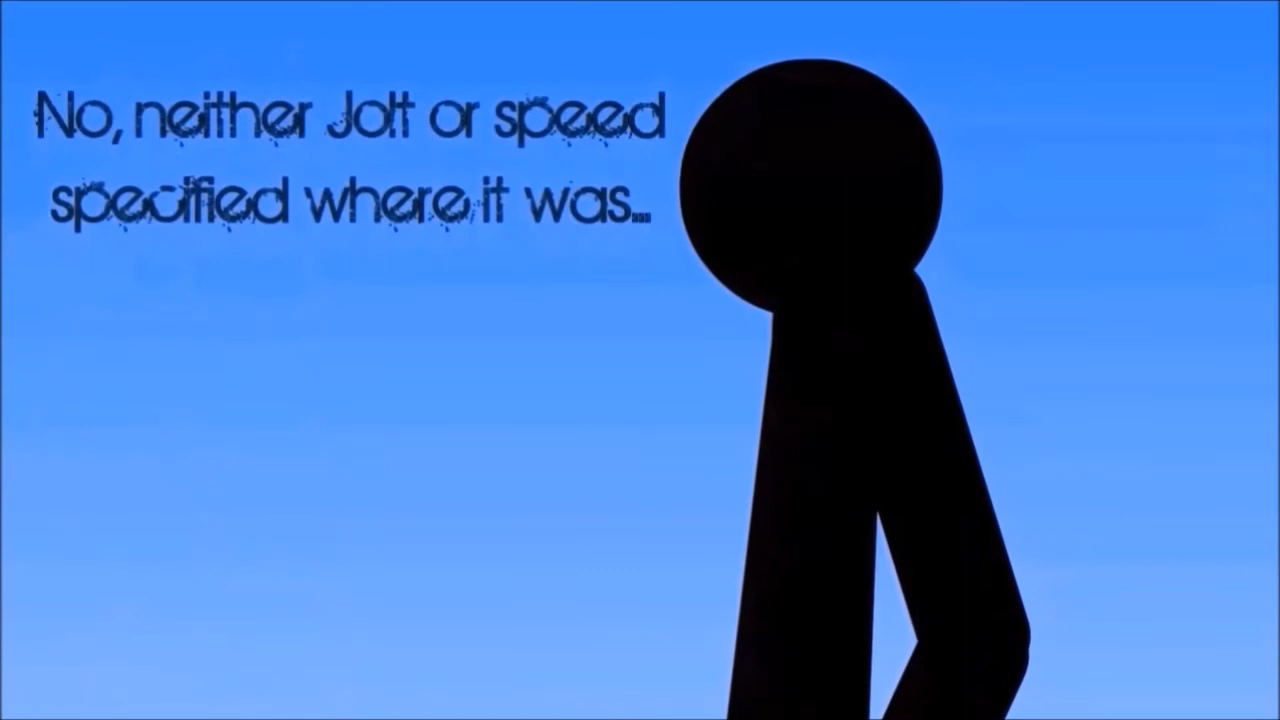 No, neither Jolt or speed
specified where it was...